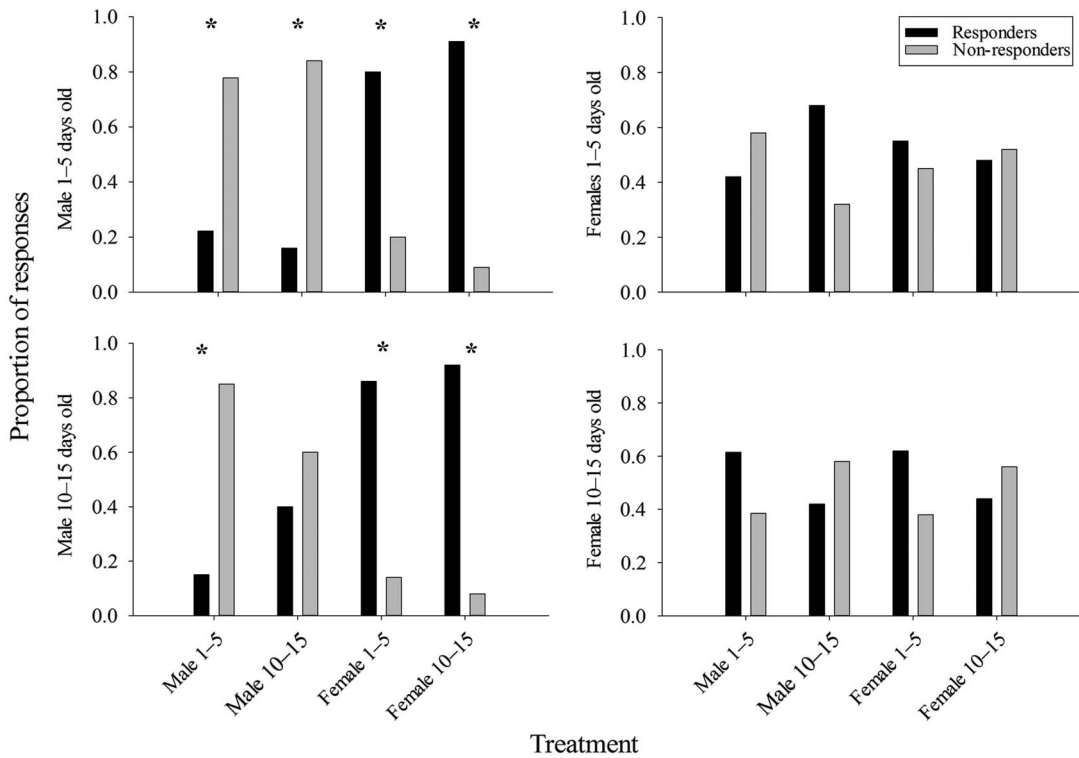 Proportion of responses
Male 1–5 days old
1.0
0.8
0.6
0.4
0.2
0.0
* * * *
Females 1–5 days old
1.0
0.8
0.6
0.4
0.2
0.0
Responders
Non-responders
Male 10–15 days old
1.0
0.8
0.6
0.4
0.2
0.0
* * *
Male 1–5
Male 10–15
Female 1–5
Female 10–15
Female 10–15 days old
1.0
0.8
0.6
0.4
0.2
0.0
Male 1–5
Male 10–15
Female 1–5
Female 10–15
Treatment